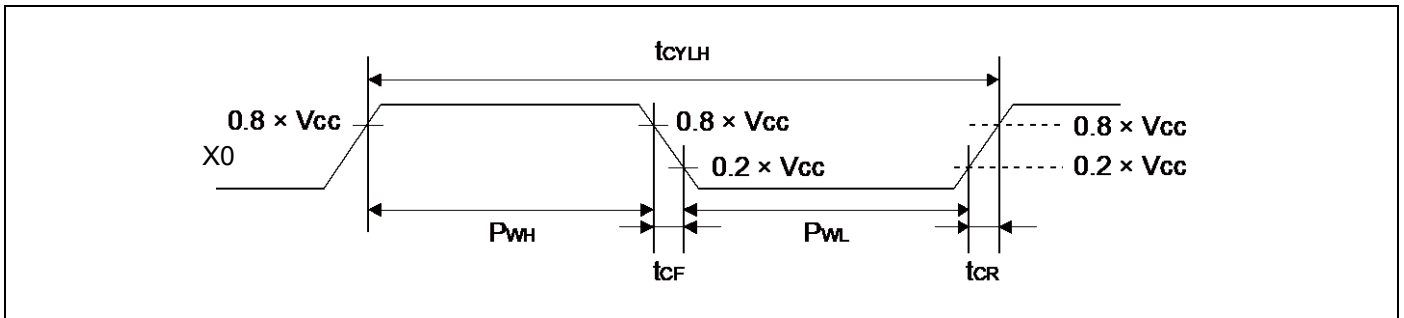 tCYLH
0.8 × Vcc
0.8 × Vcc
0.8 × Vcc
X0
0.2 × Vcc
0.2 × Vcc
PWH
PWL
tCF
tCR